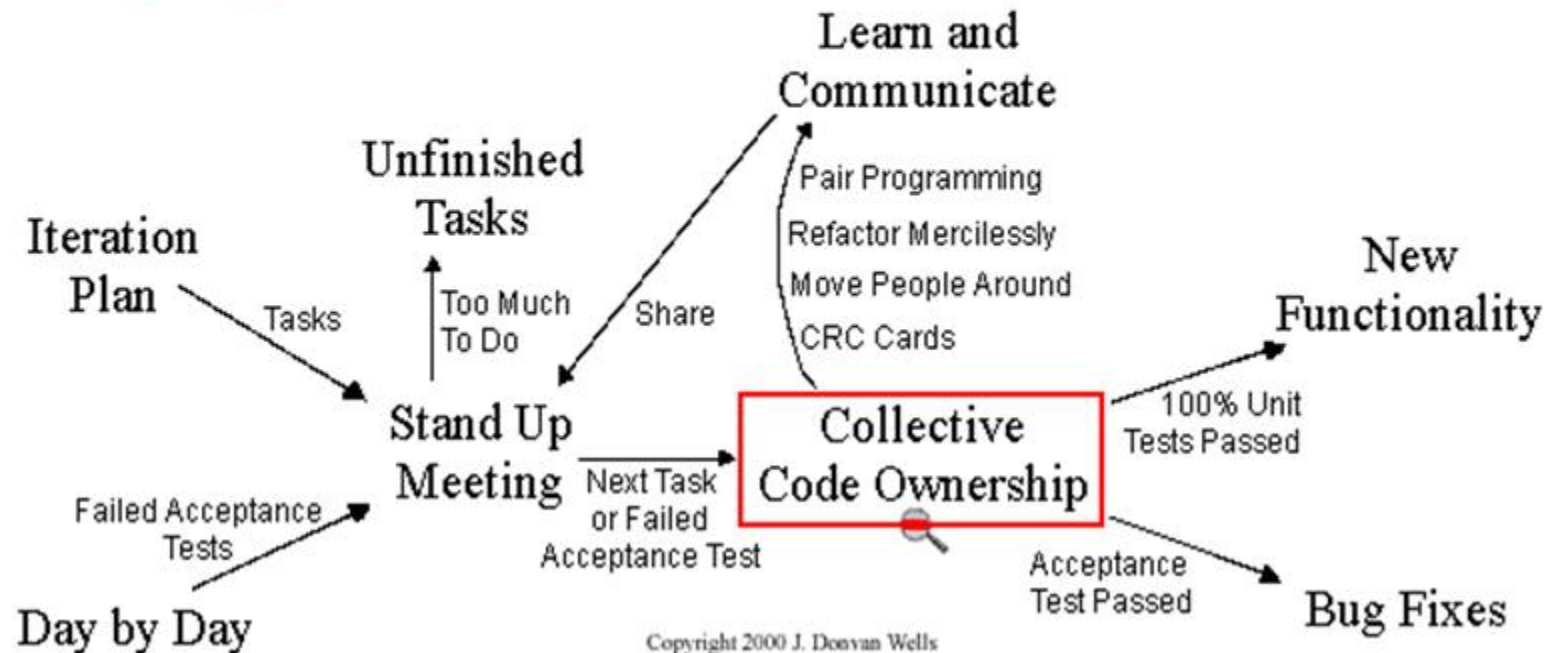 Learn and
Communicate
Unfinished
Tasks
Pair Programming
Refactor Mercilessly
Move People Around
CRC Cards
Iteration
Plan
Tasks
Too Much
To Do
Share
New
Functionality
Stand Up
Meeting
Collective
Code Ownership
100% Unit
Tests Passed
Next Task
or Failed
Acceptance Test
Failed Acceptance
Tests
Acceptance
Test Passed
Day by Day
Bug Fixes
Copyright 2000 J. Donvan Wells